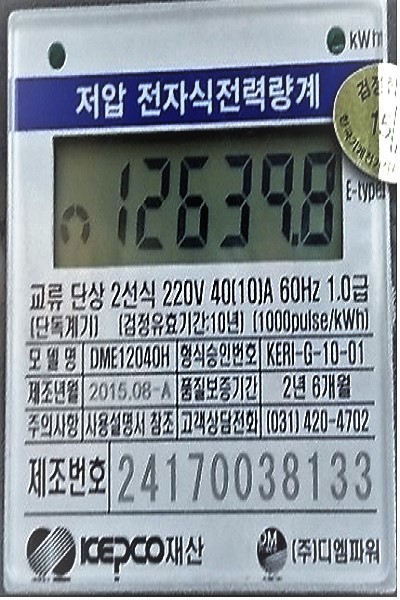 kWh
저압 전자식전력량계
검정
12639.8
E-type
교류 단상 2선식 220V 40(10)A 60Hz 1.0급
(단독계기) (검정유효기간:10년) (1000pulse/kWh)
모델명 DME12040H 형식승인번호 KERI-G-10-01
제조년월 2015.08-A 품질보증기간 2년 6개월
주의사항 사용설명서 참조 고객상담전화 (031) 420-4702
제조번호 24170038133
KEPCO재산 DM (주)디엠파워